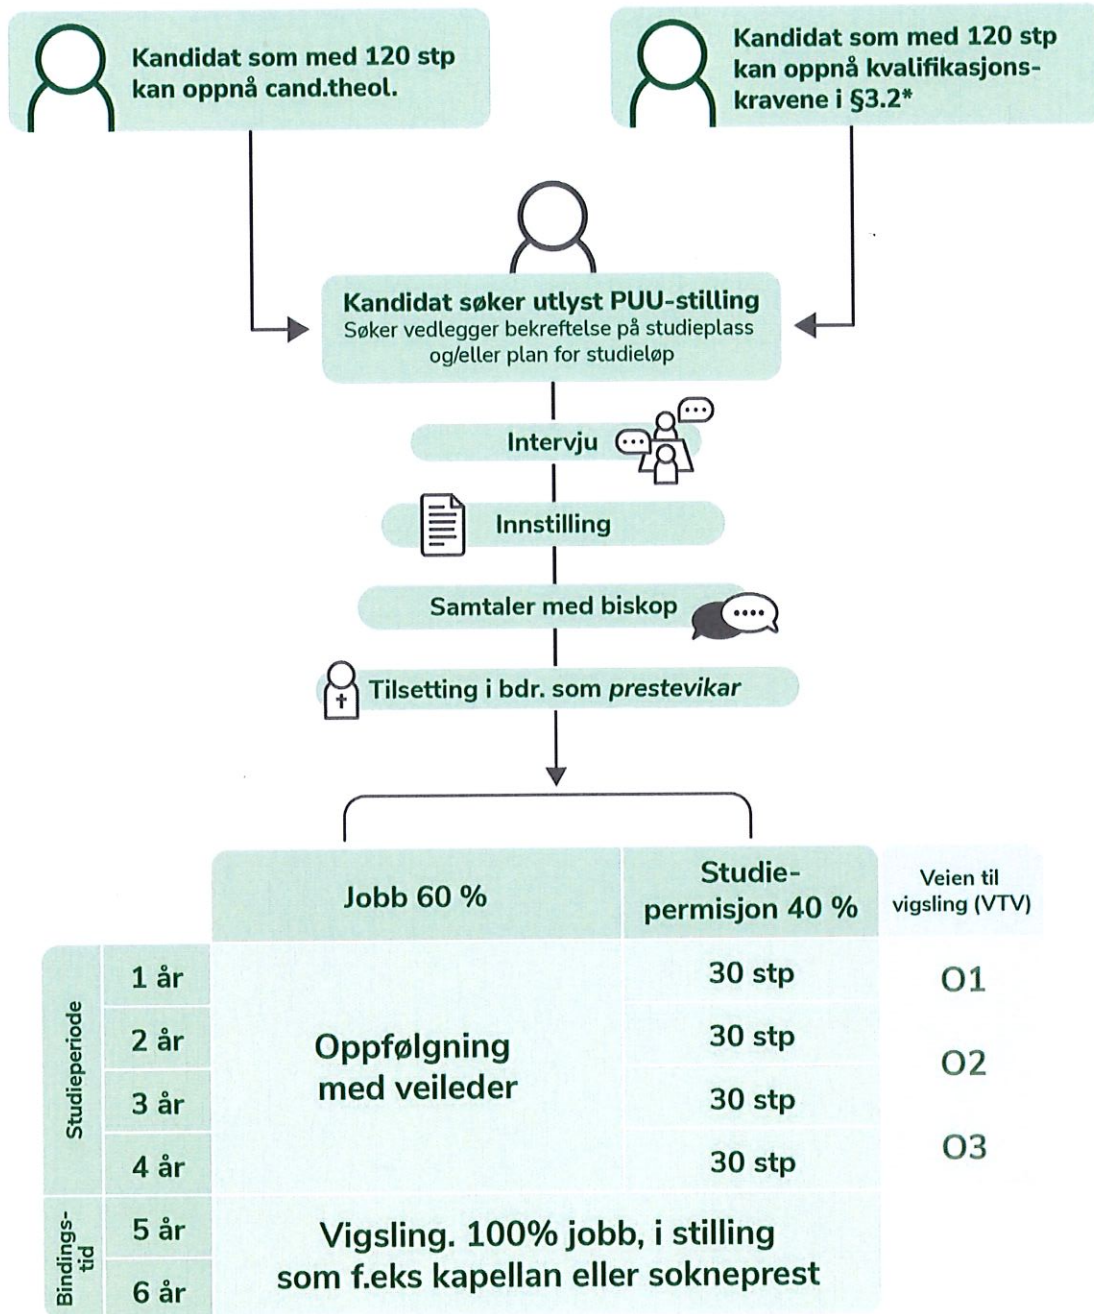 Kandidat som med 120 stp
kan oppnå cand.theol.
Kandidat som med 120 stp
kan oppnå kvalifikasjons-
kravene i §3.2*
Kandidat søker utlyst PUU-stilling
Søker vedlegger bekreftelse på studieplass
og/eller plan for studieløp
Intervju
Innstilling
Samtaler med biskop
Tilsetting i bdr. som prestevikar
Jobb 60 %
Studie-
permisjon 40 %
Veien til
vigsling (VTV)
Studieperiode
1 år
2 år
3 år
4 år
Oppfølgning
med veileder
30 stp
30 stp
30 stp
30 stp
O1
O2
O3
Bindings-
tid
5 år
6 år
Vigsling. 100% jobb, i stilling
som f.eks kapellan eller sokneprest